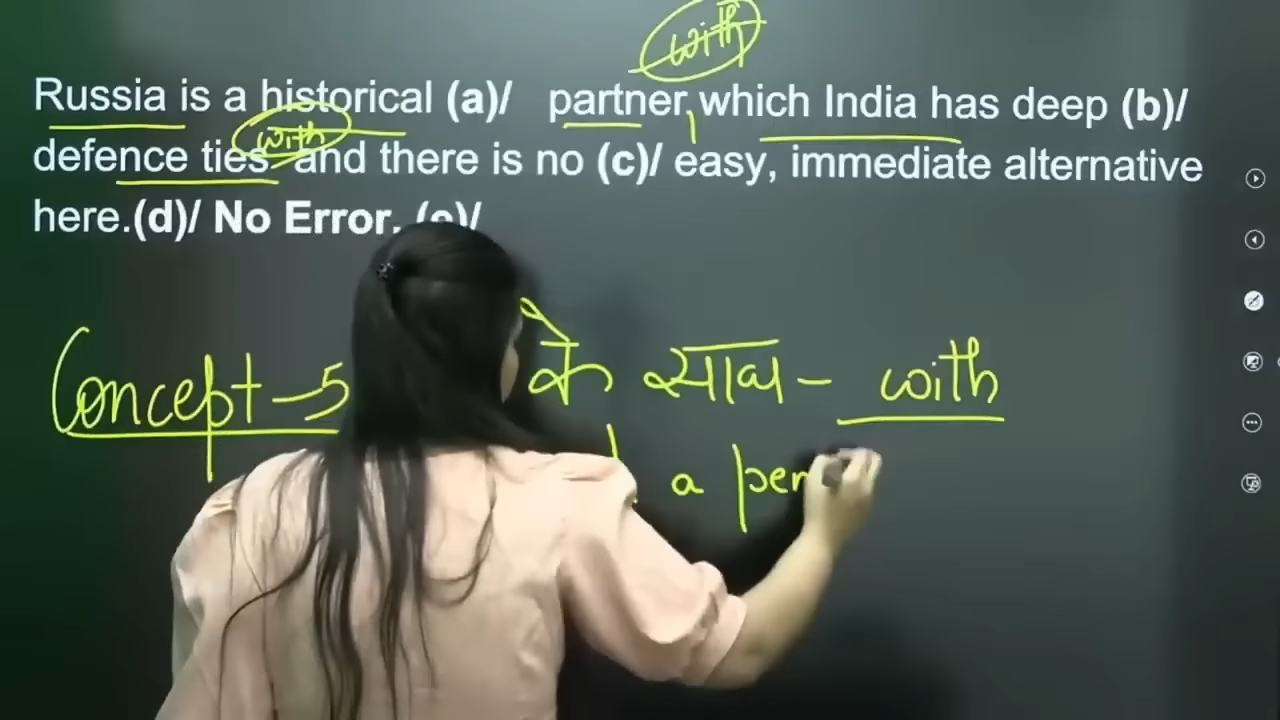 with
Russia is a historical (a)/ partner, which India has deep (b)/
with
defence ties and there is no (c)/ easy, immediate alternative
here.(d)/ No Error. (e)/
Concept-5 के साथ - with
a per